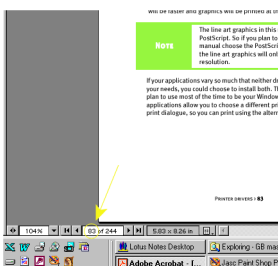 will be faster and graphics will be printed at th
The line art graphics in this
NOTE
PostScript. So if you plan to
manual choose the PostScri
the line art graphics will onl
resolution.
If your applications vary so much that neither dr
your needs, you could choose to install both. Th
plan to use most of the time to be your Window
applications allow you to choose a different pri
print dialogue, so you can print using the altern
PRINTER DRIVERS › 83
104% 83 of 244 5.83 x 8.26 in
Lotus Notes Desktop Exploring - GB mas
Adobe Acrobat - [... Jasc Paint Shop P